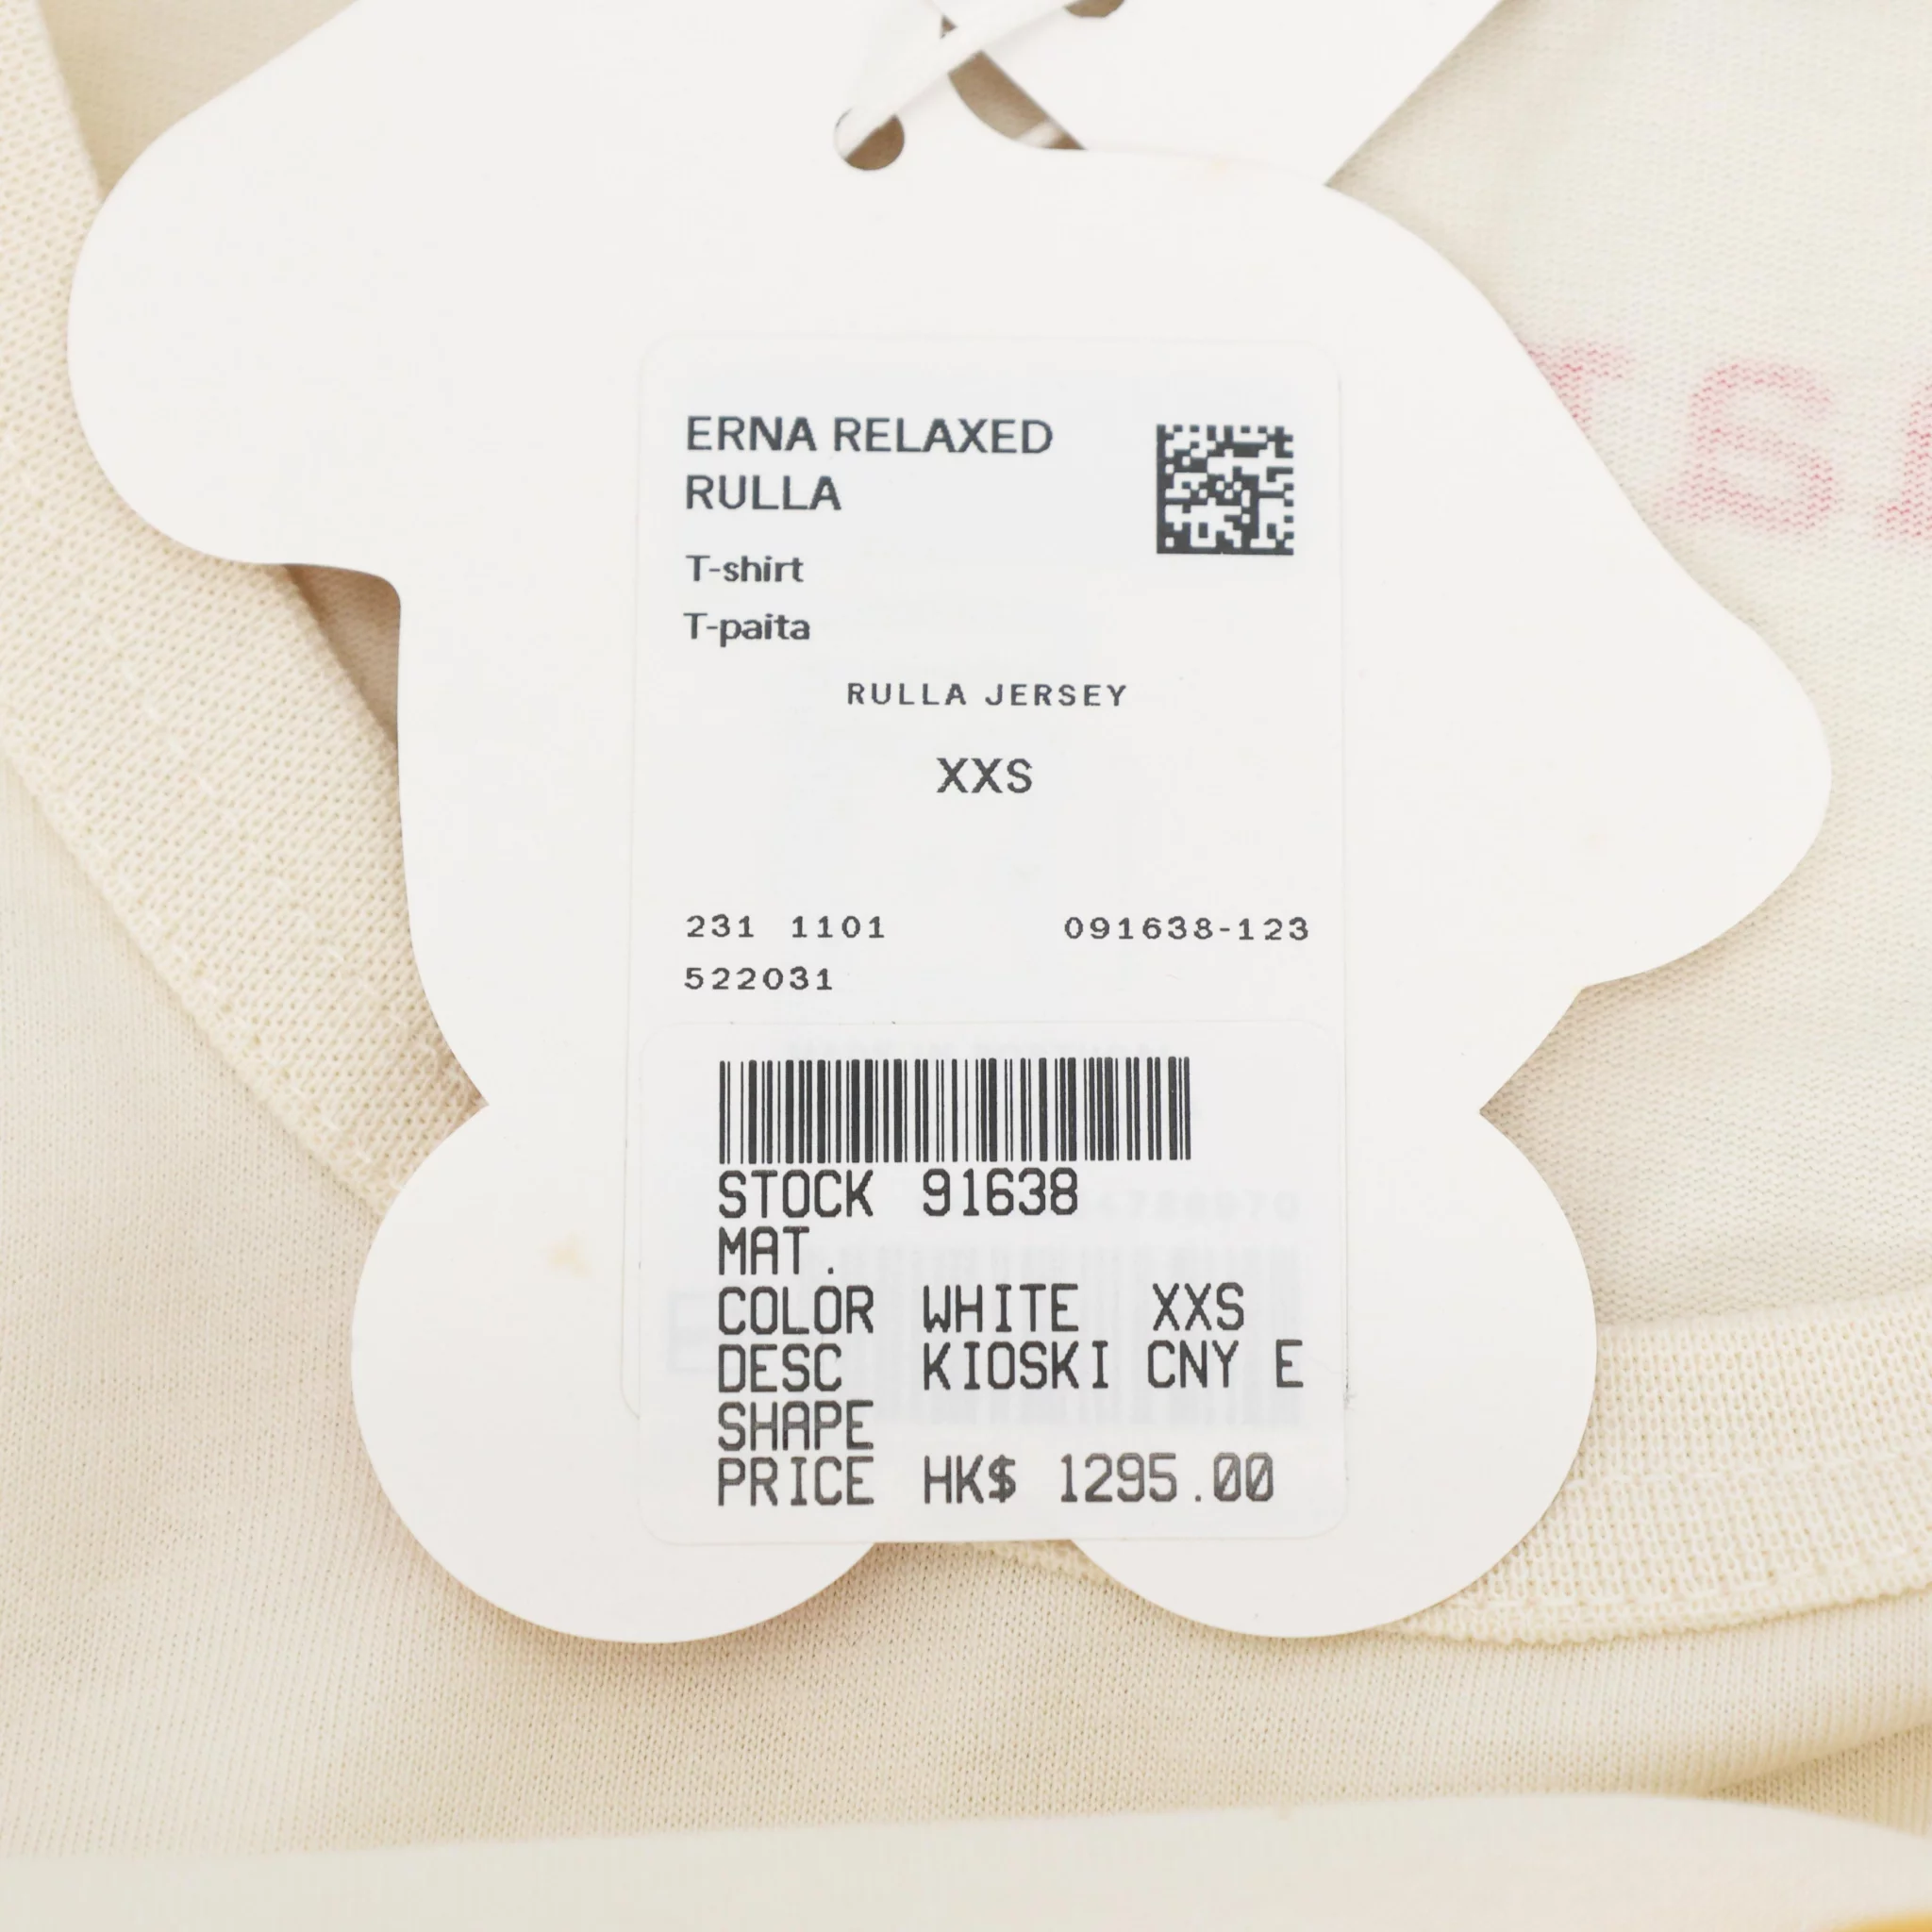 ERNA RELAXED
RULLA
T-shirt
T-paita
RULLA JERSEY
XXS
231 1101 091638-123
522031
STOCK 91638
MAT.
COLOR WHITE XXS
DESC KIOSKI CNY E
SHAPE
PRICE HK$ 1295.00